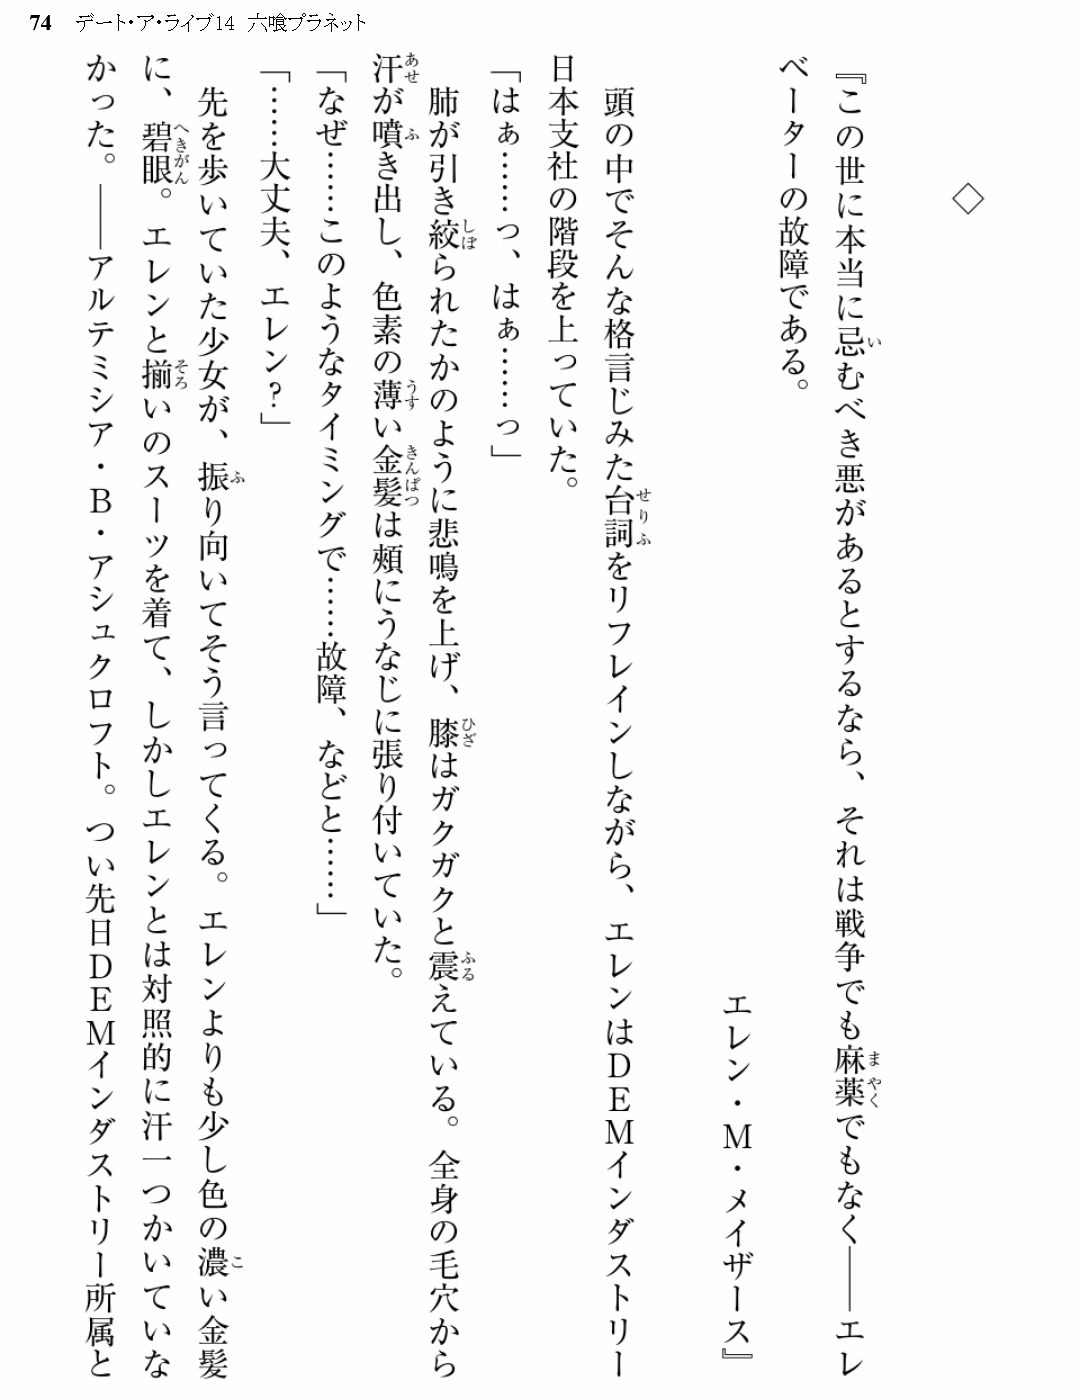 74 デート・ア・ライブ14 六喰プラネット
◇
『この世に本当に忌むべき悪があるとするなら、それは戦争でも麻薬でもなく――エレ
ベーターの故障である。
エレン・M・メイザース』
頭の中でそんな格言じみた台詞をリフレインしながら、エレンはDEMインダストリー
日本支社の階段を上っていた。
「はぁ……っ、はぁ……っ」
肺が引き絞られたかのように悲鳴を上げ、膝はガクガクと震えている。全身の毛穴から
汗が噴き出し、色素の薄い金髪は頰にうなじに張り付いていた。
「なぜ……このようなタイミングで……故障、などと……」
「……大丈夫、エレン?」
先を歩いていた少女が、振り向いてそう言ってくる。エレンよりも少し色の濃い金髪
に、碧眼。エレンと揃いのスーツを着て、しかしエレンとは対照的に汗一つかいていな
かった。――アルテミシア・B・アシュクロフト。つい先日DEMインダストリー所属と